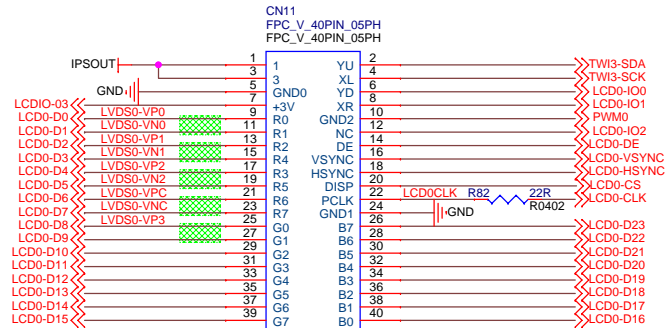 CN11
FPC_V_40PIN_05PH
FPC_V_40PIN_05PH
IPSOUT 1 1 YU 2 TWI3-SDA
3 3 XL 4 TWI3-SCK
GND 5 GND0 YD 6 LCD0-IO0
LCDIO-03 7 +3V XR 8 LCD0-IO1
LCD0-D0 LVDS0-VP0 9 R0 GND2 10 PWM0
LCD0-D1 LVDS0-VN0 11 R1 NC 12 LCD0-IO2
LCD0-D2 LVDS0-VP1 13 R2 DE 14 LCD0-DE
LCD0-D3 LVDS0-VN1 15 R4 VSYNC 16 LCD0-VSYNC
LCD0-D4 LVDS0-VP2 17 R3 HSYNC 18 LCD0-HSYNC
LCD0-D5 LVDS0-VN2 19 R5 DISP 20 LCD0-CS
LCD0-D6 LVDS0-VPC 21 R6 PCLK 22 LCD0CLK R82 22R R0402 LCD0-CLK
LCD0-D7 LVDS0-VNC 23 R7 GND1 24 GND
LCD0-D8 LVDS0-VP3 25 G0 B7 26 LCD0-D23
LCD0-D9 27 G1 B6 28 LCD0-D22
LCD0-D10 29 G2 B5 30 LCD0-D21
LCD0-D11 31 G3 B4 32 LCD0-D20
LCD0-D12 33 G4 B3 34 LCD0-D19
LCD0-D13 35 G5 B2 36 LCD0-D18
LCD0-D14 37 G6 B1 38 LCD0-D17
LCD0-D15 39 G7 B0 40 LCD0-D16